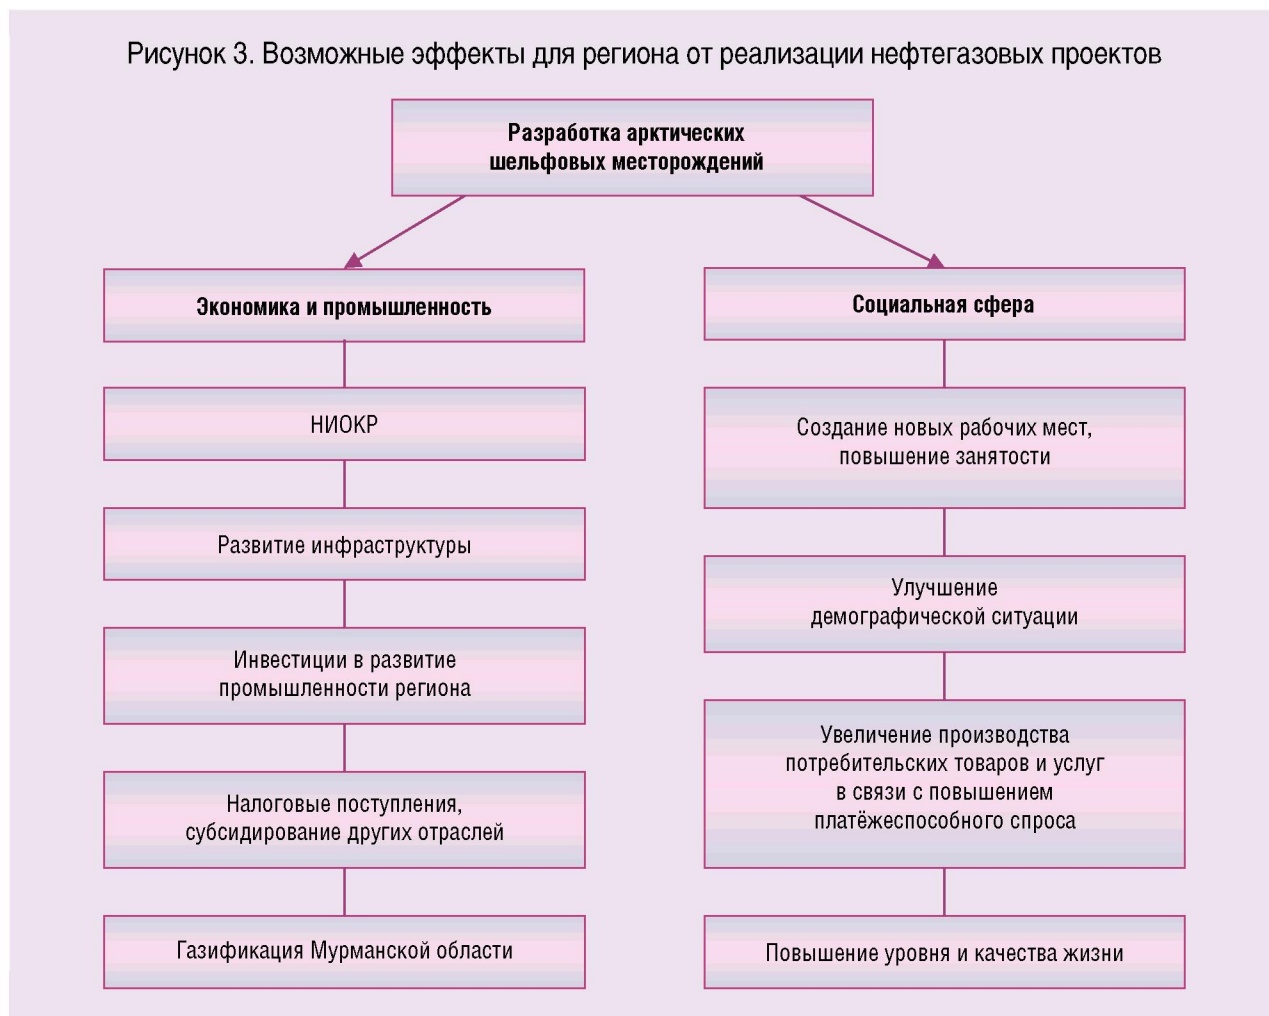 Рисунок 3. Возможные эффекты для региона от реализации нефтегазовых проектов
Разработка арктических
шельфовых месторождений
Экономика и промышленность
НИОКР
Развитие инфраструктуры
Инвестиции в развитие
промышленности региона
Налоговые поступления,
субсидирование других отраслей
Газификация Мурманской области
Социальная сфера
Создание новых рабочих мест,
повышение занятости
Улучшение
демографической ситуации
Увеличение производства
потребительских товаров и услуг
в связи с повышением
платёжеспособного спроса
Повышение уровня и качества жизни